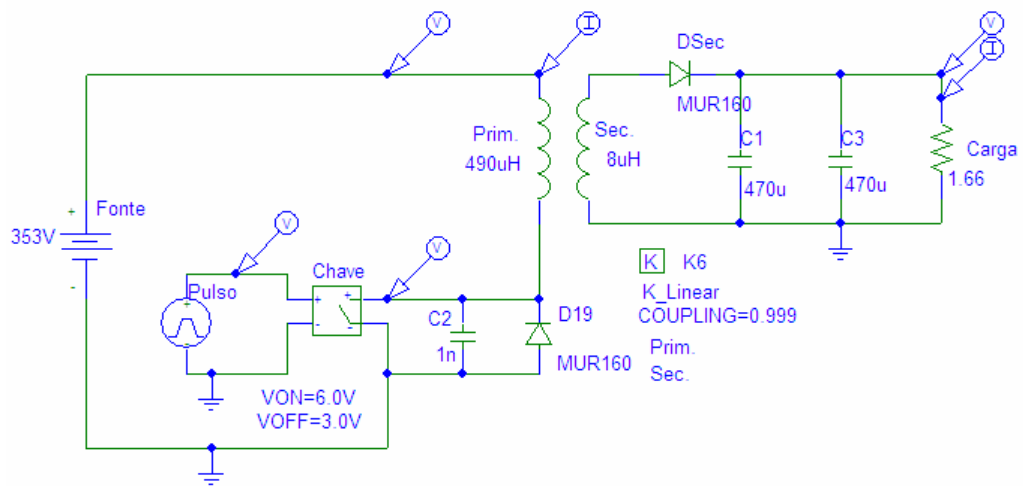 V
I
V
I
DSec
MUR160
Prim.
490uH
Sec.
8uH
C1
470u
C3
470u
Carga
1.66
+
Fonte
353V
-
V
V
Pulso
+
-
Chave
+ +
- -
C2
1n
D19
MUR160
VON=6.0V
VOFF=3.0V
K K6
K_Linear
COUPLING=0.999
Prim.
Sec.